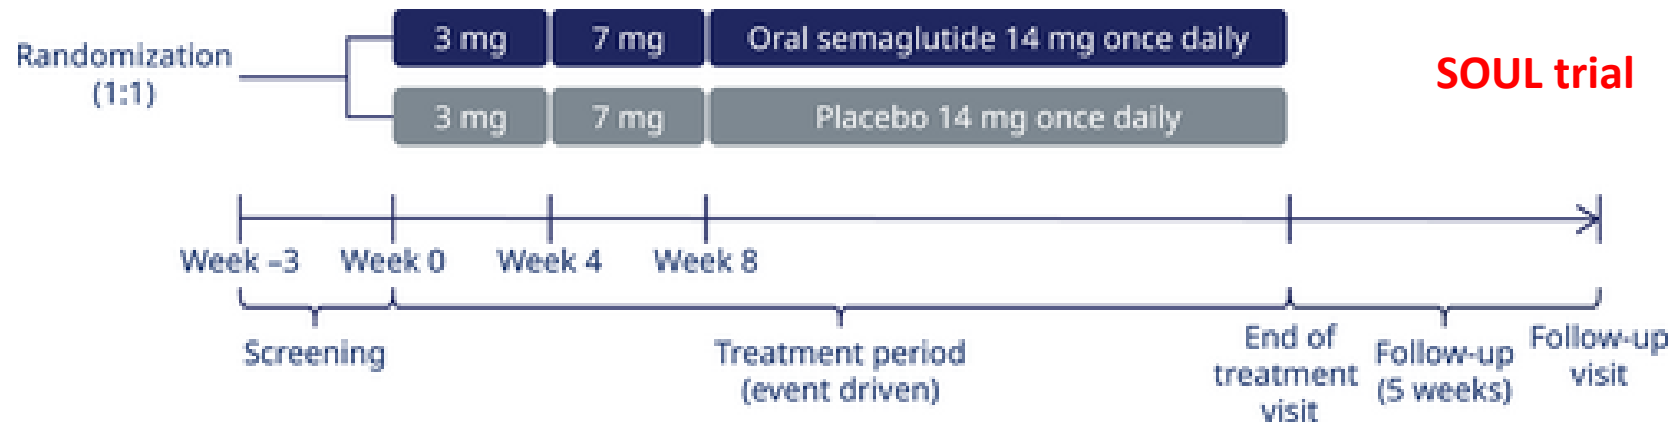 Randomization
(1:1)
3 mg
7 mg
Oral semaglutide 14 mg once daily
3 mg
7 mg
Placebo 14 mg once daily
SOUL trial
Week –3
Week 0
Week 4
Week 8
Screening
Treatment period
(event driven)
End of
treatment
visit
Follow-up
(5 weeks)
Follow-up
visit